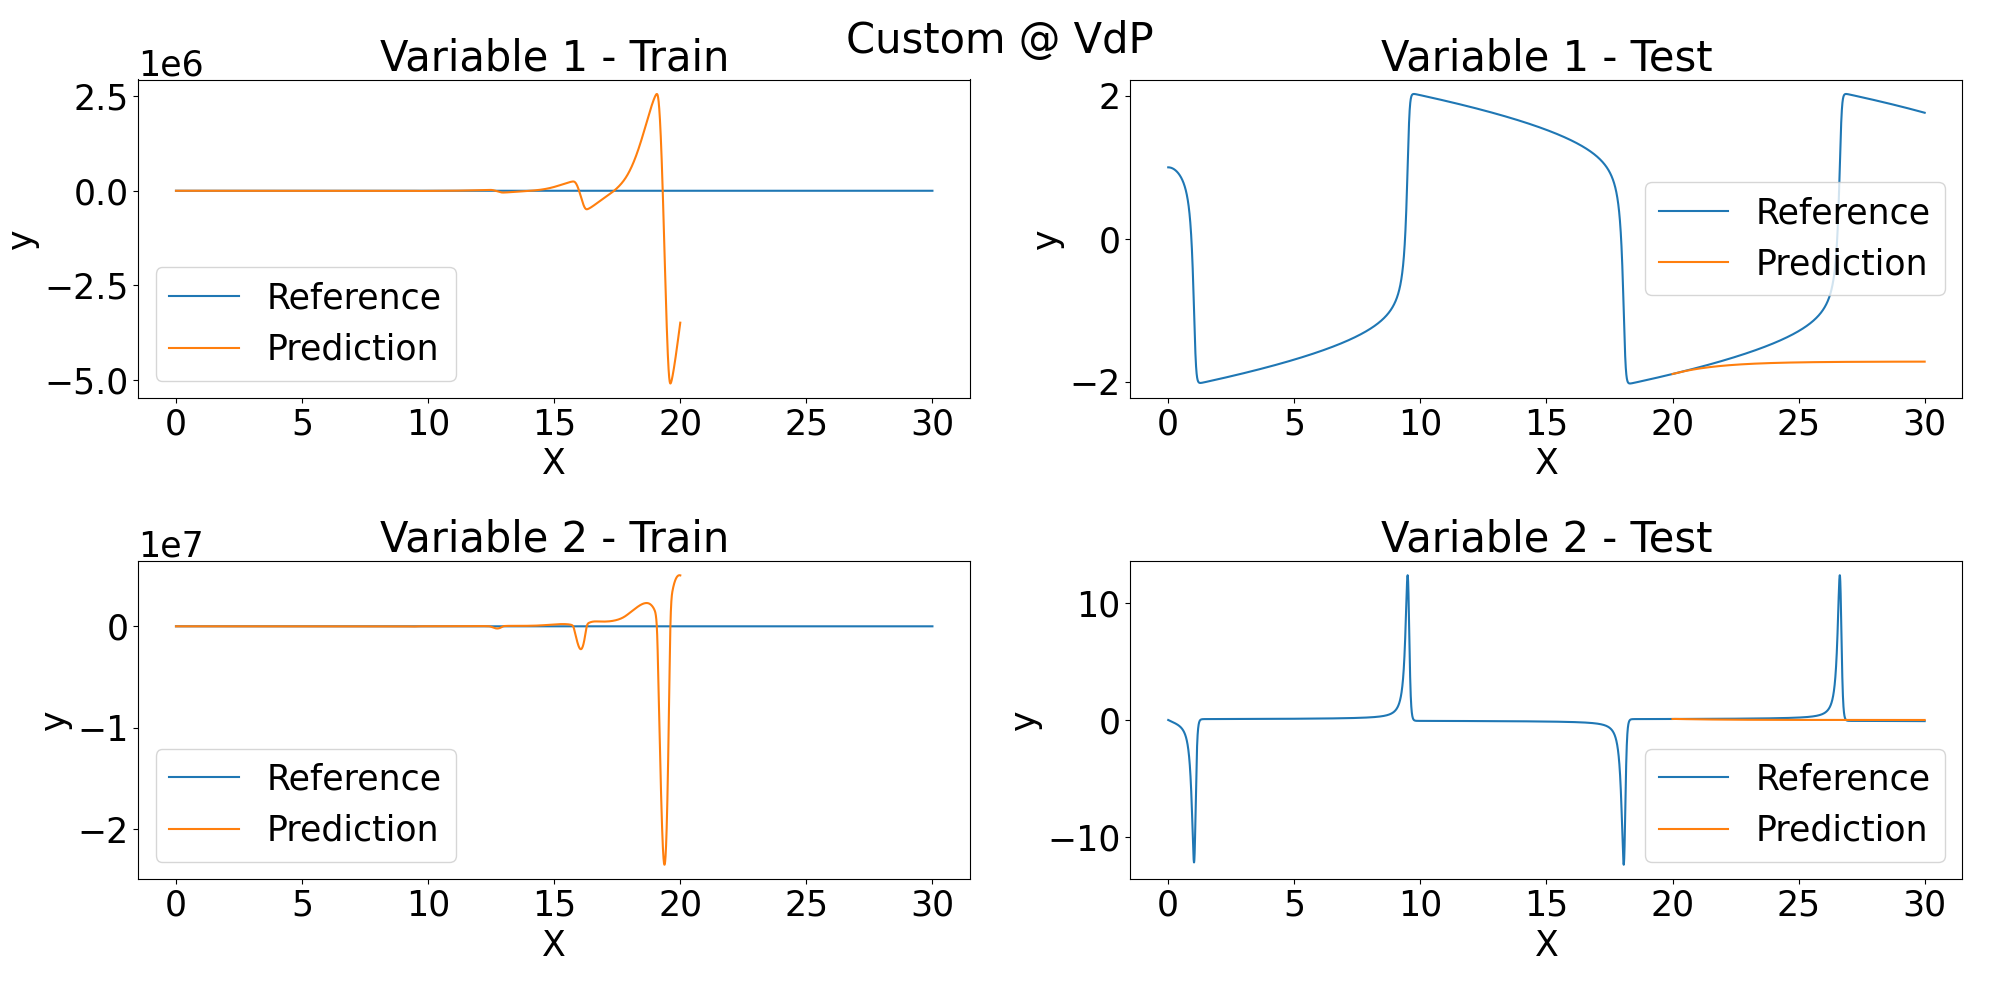 Custom @ VdP
Variable 1 - Train
1e6
2.5
0.0
−2.5
−5.0
y
Reference
Prediction
0 5 10 15 20 25 30
X
Variable 1 - Test
2
0
−2
y
Reference
Prediction
0 5 10 15 20 25 30
X
Variable 2 - Train
1e7
0
−1
−2
y
Reference
Prediction
0 5 10 15 20 25 30
X
Variable 2 - Test
10
0
−10
y
Reference
Prediction
0 5 10 15 20 25 30
X